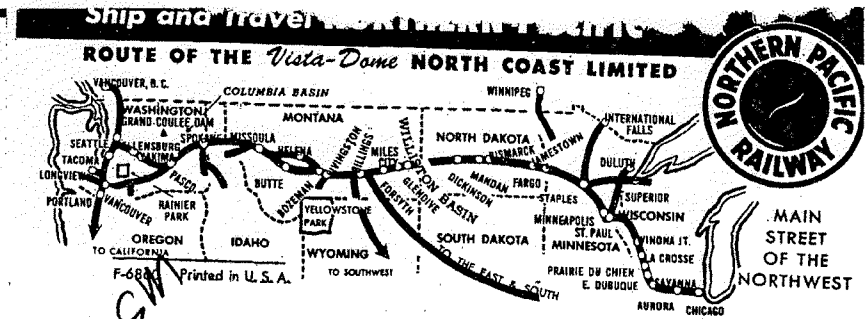 Ship and Travel NORTHERN PACIFIC
ROUTE OF THE Vista-Dome NORTH COAST LIMITED
NORTHERN PACIFIC
RAILWAY
VANCOUVER, B.C.
COLUMBIA BASIN
WINNIPEG
WASHINGTON
GRAND COULEE DAM
MONTANA
INTERNATIONAL
FALLS
SEATTLE
ELLENSBURG
SPOKANE
MISSOULA
HELENA
LIVINGSTON
BILLINGS
MILES
CITY
WILLISTON BASIN
NORTH DAKOTA
BISMARCK
JAMESTOWN
DULUTH
TACOMA
YAKIMA
LONGVIEW
PASCO
BUTTE
BOZEMAN
FORSYTH
GLENDIVE
DICKINSON
MANDAN
FARGO
STAPLES
SUPERIOR
PORTLAND
VANCOUVER
RAINIER
PARK
YELLOWSTONE
PARK
MINNEAPOLIS
ST. PAUL
MINNESOTA
WISCONSIN
MAIN
STREET
OF THE
NORTHWEST
OREGON
IDAHO
WYOMING
SOUTH DAKOTA
WINONA JT.
LA CROSSE
TO CALIFORNIA
TO SOUTHWEST
TO THE EAST & SOUTH
PRAIRIE DU CHIEN
E. DUBUQUE
SAVANNA
F-686 Printed in U. S. A.
AURORA
CHICAGO